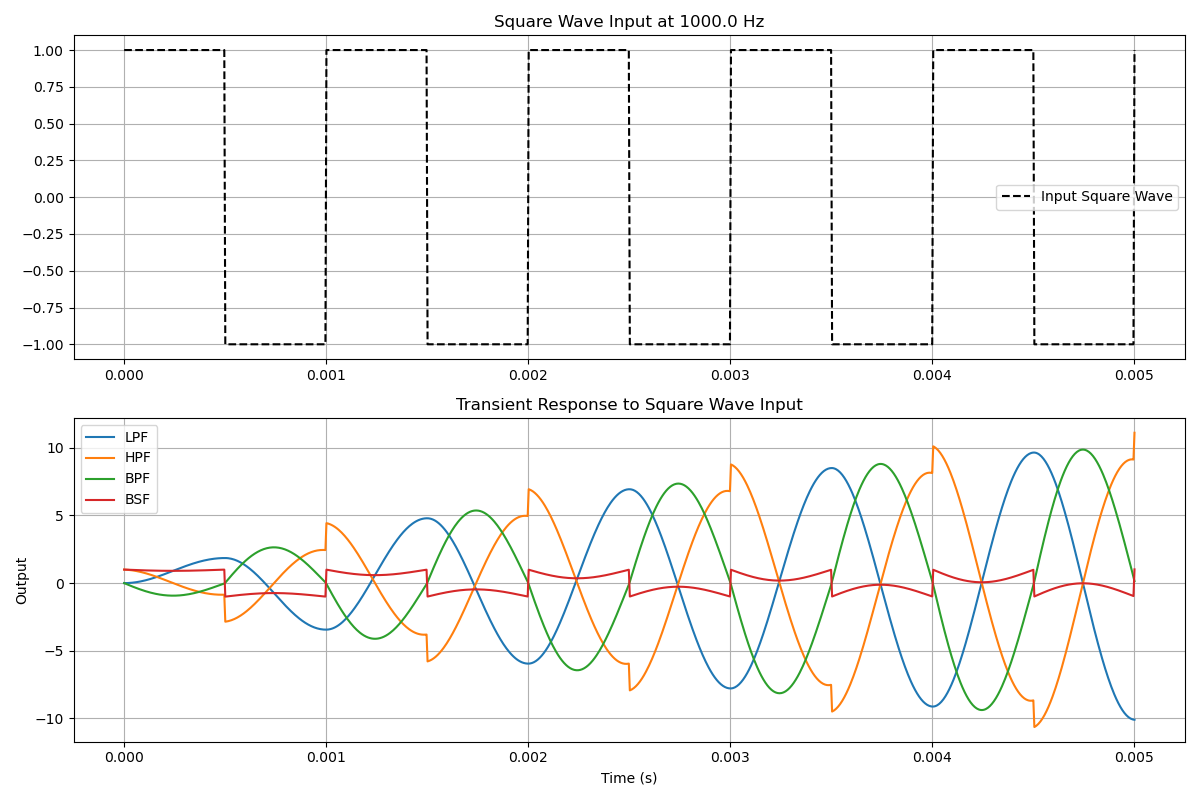 Square Wave Input at 1000.0 Hz
1.00
0.75
0.50
0.25
0.00
−0.25
−0.50
−0.75
−1.00
Input Square Wave
0.000 0.001 0.002 0.003 0.004 0.005
Transient Response to Square Wave Input
LPF
HPF
BPF
BSF
10
5
0
−5
−10
Output
0.000 0.001 0.002 0.003 0.004 0.005
Time (s)